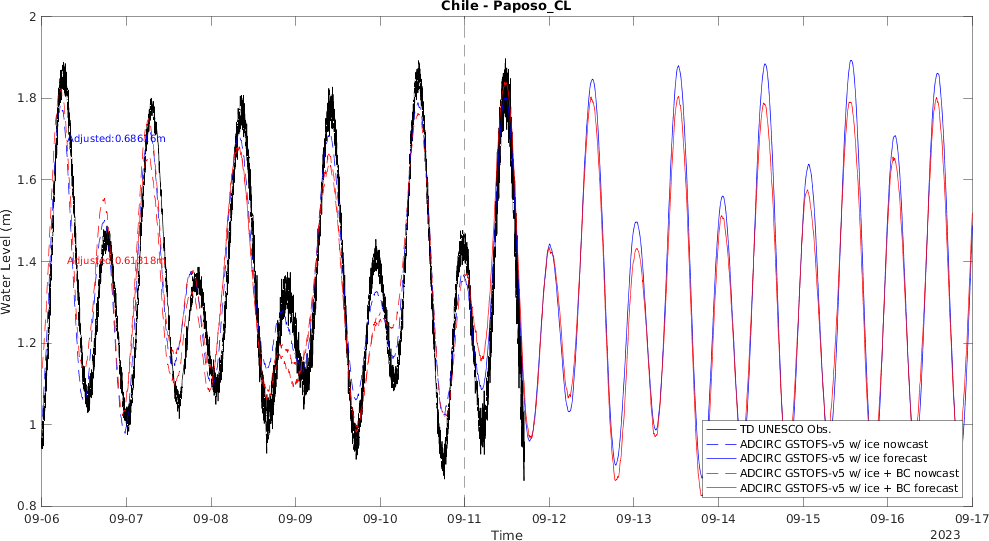 Chile - Paposo_CL
2
1.8
1.6
1.4
1.2
1
0.8
Water Level (m)
Adjusted:0.68
Adjusted:0.61318m
TD UNESCO Obs.
ADCIRC GSTOFS-v5 w/ ice nowcast
ADCIRC GSTOFS-v5 w/ ice forecast
ADCIRC GSTOFS-v5 w/ ice + BC nowcast
ADCIRC GSTOFS-v5 w/ ice + BC forecast
09-06 09-07 09-08 09-09 09-10 09-11 09-12 09-13 09-14 09-15 09-16 09-17
Time
2023